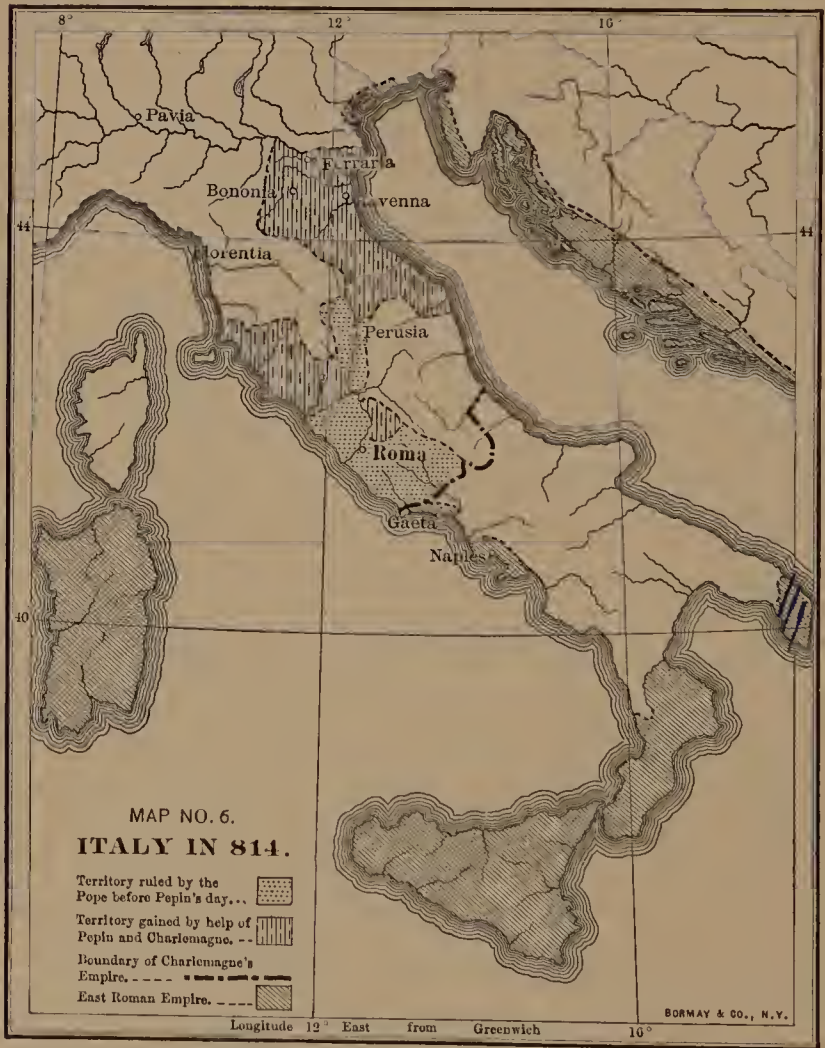 8° 12° 16°
Pavia
Ferraria
Bononia
venna
44 44
lorentia
Perusia
Roma
Gaeta
Naples
40
MAP NO. 6.
ITALY IN 814.
Territory ruled by the
Pope before Pepin's day...
Territory gained by help of
Pepin and Charlemagne. --
Boundary of Charlemagne's
Empire. -----
East Roman Empire. ----
BORMAY & CO., N.Y.
Longitude 12° East from Greenwich 16°